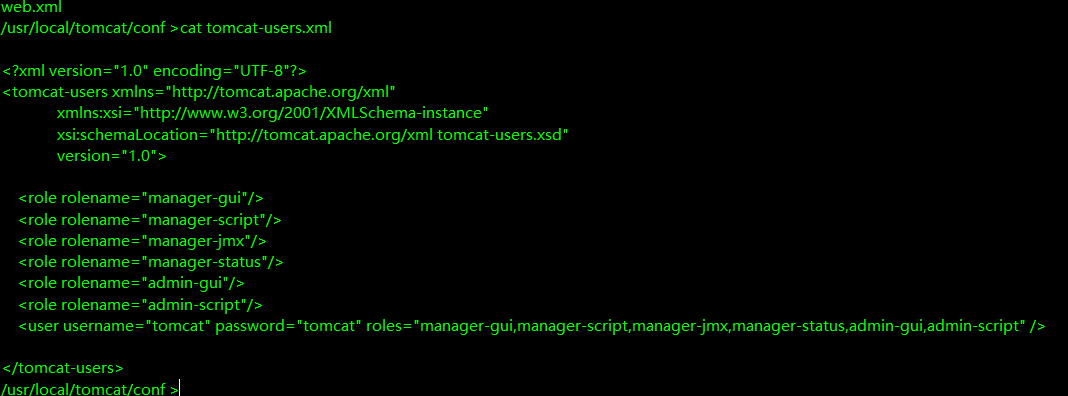 web.xml
/usr/local/tomcat/conf >cat tomcat-users.xml
<?xml version="1.0" encoding="UTF-8"?>
<tomcat-users xmlns="http://tomcat.apache.org/xml"
xmlns:xsi="http://www.w3.org/2001/XMLSchema-instance"
xsi:schemaLocation="http://tomcat.apache.org/xml tomcat-users.xsd"
version="1.0">
<role rolename="manager-gui"/>
<role rolename="manager-script"/>
<role rolename="manager-jmx"/>
<role rolename="manager-status"/>
<role rolename="admin-gui"/>
<role rolename="admin-script"/>
<user username="tomcat" password="tomcat" roles="manager-gui,manager-script,manager-jmx,manager-status,admin-gui,admin-script" />
</tomcat-users>
/usr/local/tomcat/conf >